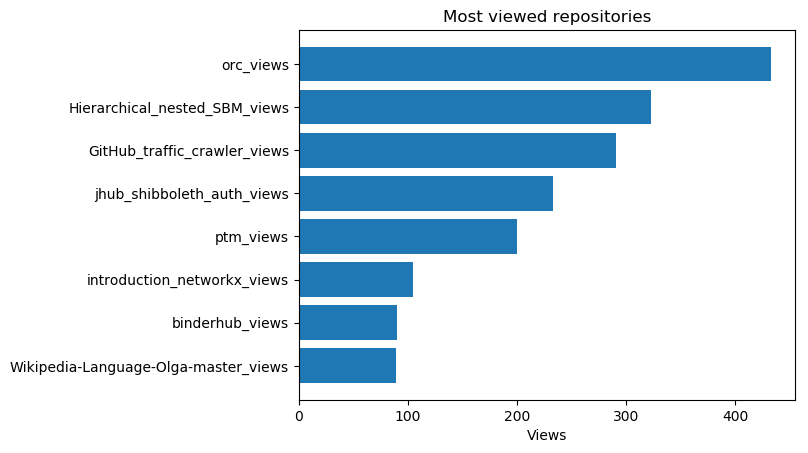 Most viewed repositories
orc_views
Hierarchical_nested_SBM_views
GitHub_traffic_crawler_views
jhub_shibboleth_auth_views
ptm_views
introduction_networkx_views
binderhub_views
Wikipedia-Language-Olga-master_views
0 100 200 300 400
Views